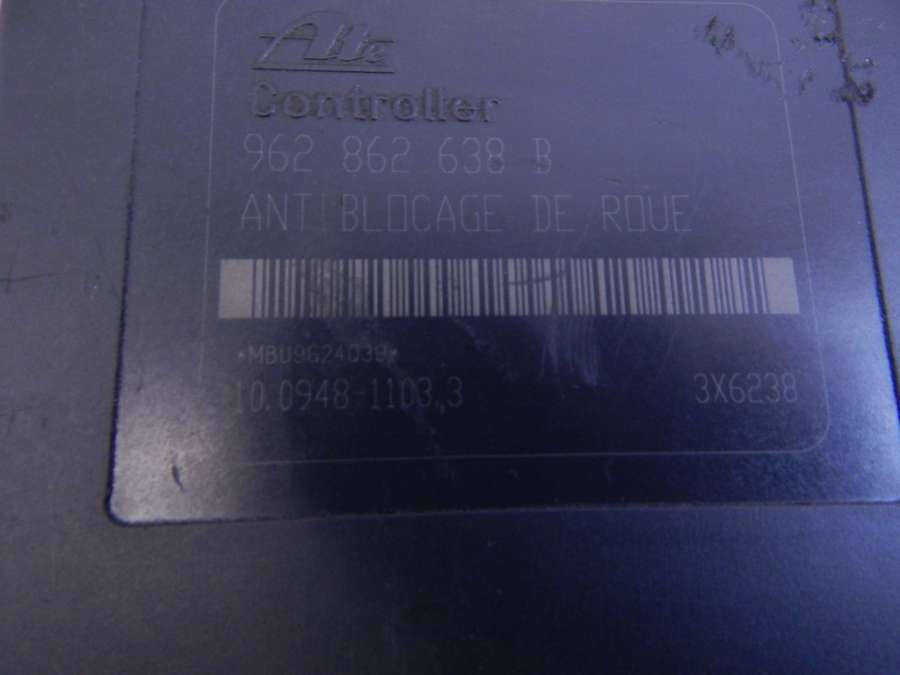 Ate
Controller
962 862 638 B
ANTIBLOCAGE DE ROUE
*MBU9G24039*
10.0948-1103.3
3X6238